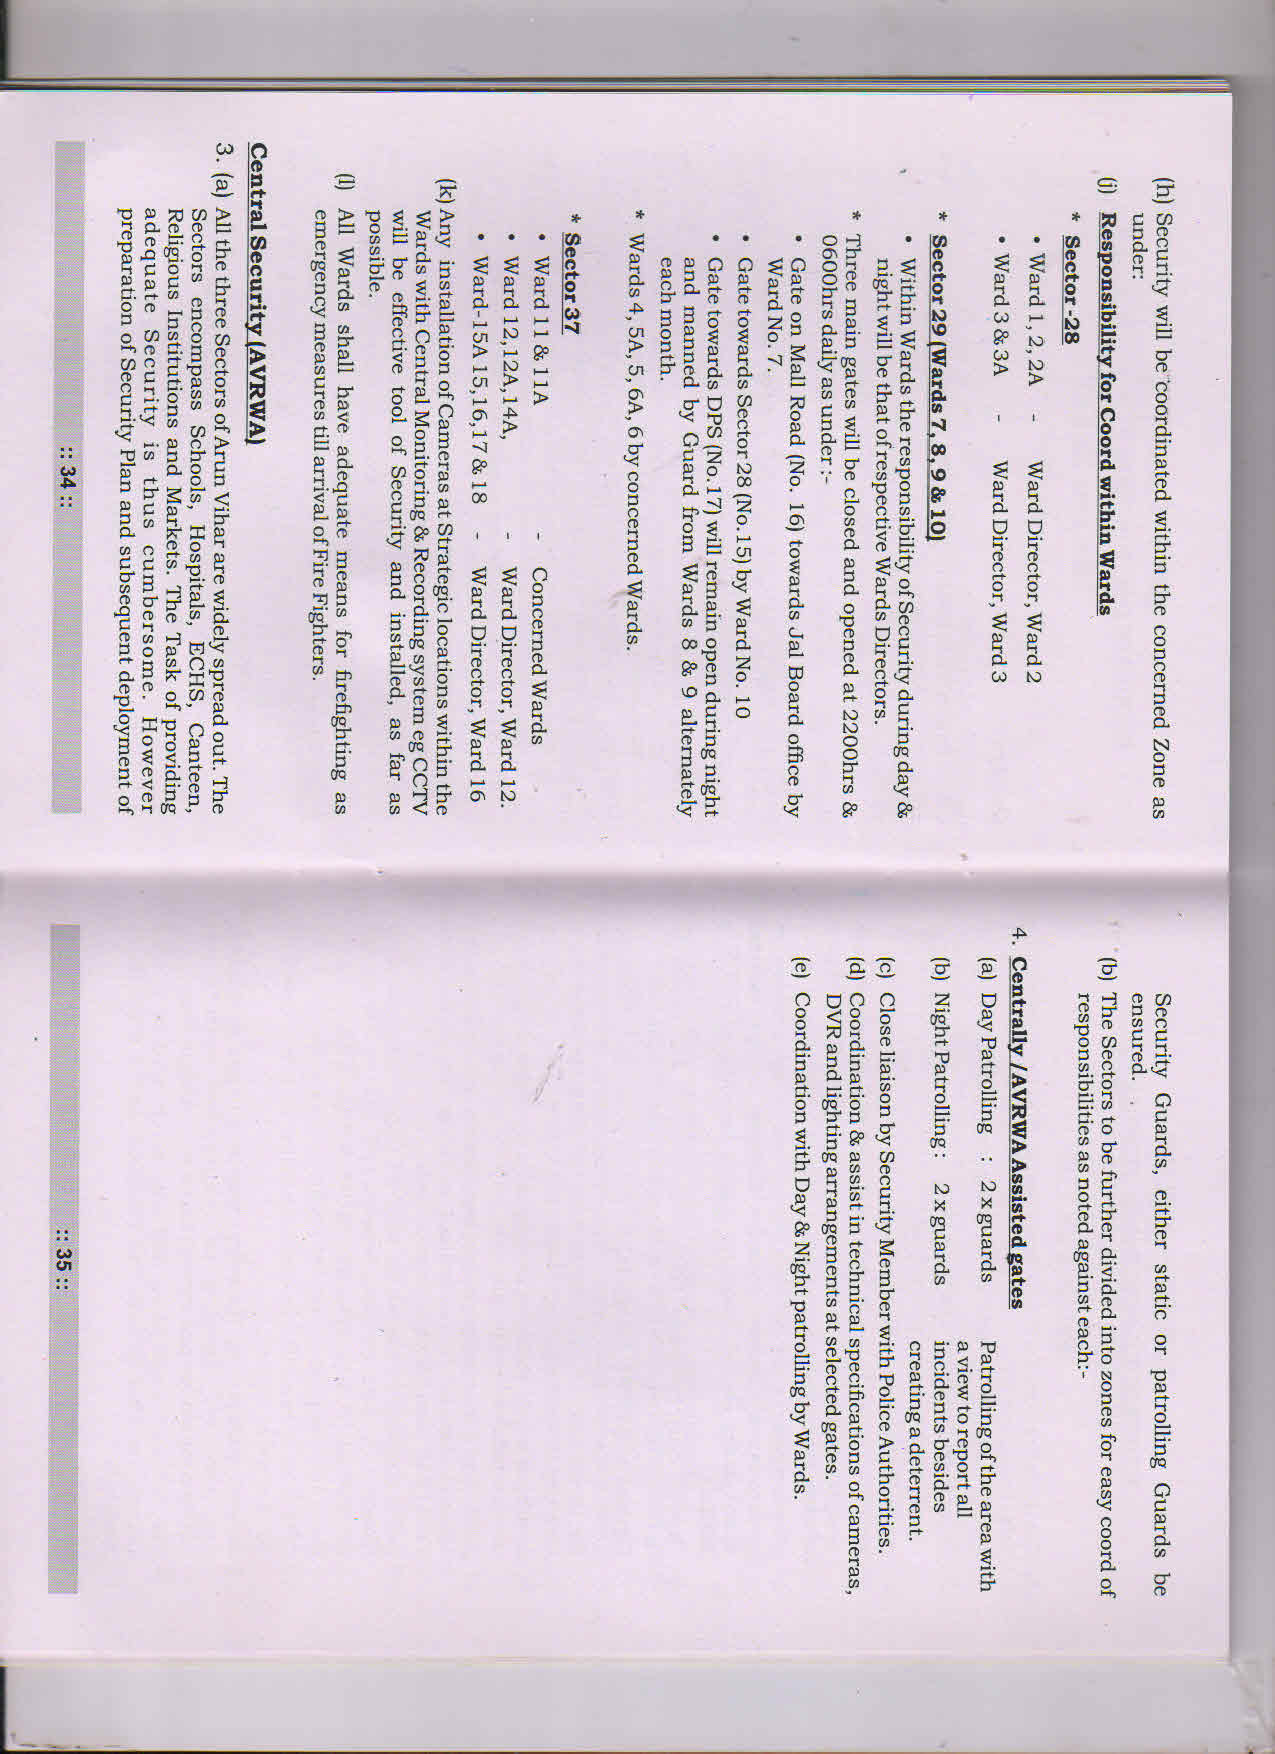 (h) Security will be coordinated within the concerned Zone as
under:
(j) Responsibility for Coord within Wards
* Sector -28
• Ward 1, 2, 2A - Ward Director, Ward 2
• Ward 3 & 3A - Ward Director, Ward 3
* Sector 29 (Wards 7, 8, 9 & 10)
• Within Wards the responsibility of Security during day &
night will be that of respective Wards Directors.
* Three main gates will be closed and opened at 2200hrs &
0600hrs daily as under :-
• Gate on Mall Road (No. 16) towards Jal Board office by
Ward No. 7.
• Gate towards Sector 28 (No.15) by Ward No. 10
• Gate towards DPS (No.17) will remain open during night
and manned by Guard from Wards 8 & 9 alternately
each month.
* Wards 4, 5A, 5, 6A, 6 by concerned Wards.
* Sector 37
• Ward 11 & 11A - Concerned Wards
• Ward 12,12A,14A, - Ward Director, Ward 12.
• Ward-15A 15,16,17 & 18 - Ward Director, Ward 16
(k) Any installation of Cameras at Strategic locations within the
Wards with Central Monitoring & Recording system eg CCTV
will be effective tool of Security and installed, as far as
possible.
(l) All Wards shall have adequate means for firefighting as
emergency measures till arrival of Fire Fighters.
Central Security (AVRWA)
3. (a) All the three Sectors of Arun Vihar are widely spread out. The
Sectors encompass Schools, Hospitals, ECHS, Canteen,
Religious Institutions and Markets. The Task of providing
adequate Security is thus cumbersome. However
preparation of Security Plan and subsequent deployment of
:: 34 ::
Security Guards, either static or patrolling Guards be
ensured.
(b) The Sectors to be further divided into zones for easy coord of
responsibilities as noted against each:-
4. Centrally /AVRWA Assisted gates
(a) Day Patrolling : 2 x guards Patrolling of the area with
a view to report all
(b) Night Patrolling : 2 x guards incidents besides
creating a deterrent.
(c) Close liaison by Security Member with Police Authorities.
(d) Coordination & assist in technical specifications of cameras,
DVR and lighting arrangements at selected gates.
(e) Coordination with Day & Night patrolling by Wards.
:: 35 ::